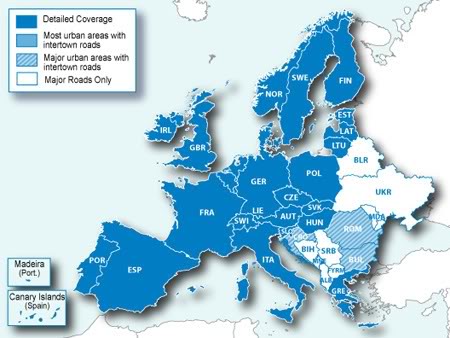 Detailed Coverage
Most urban areas with
intertown roads
Major urban areas with
intertown roads
Major Roads Only
NOR
SWE
FIN
EST
LAT
LTU
IRL
GBR
BLR
POL
GER
UKR
CZE
LIE
SVK
FRA
SWI
AUT
HUN
MDA
SLO
CRO
ROM
BIH
SRB
POR
ESP
ITA
MNE
BUL
FYRM
ALB
GRE
Madeira
(Port.)
Canary Islands
(Spain)